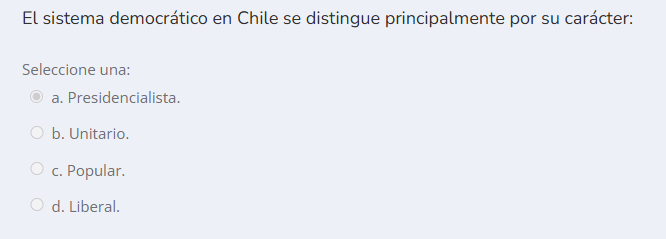 El sistema democrático en Chile se distingue principalmente por su carácter:
Seleccione una:
a. Presidencialista.
b. Unitario.
c. Popular.
d. Liberal.